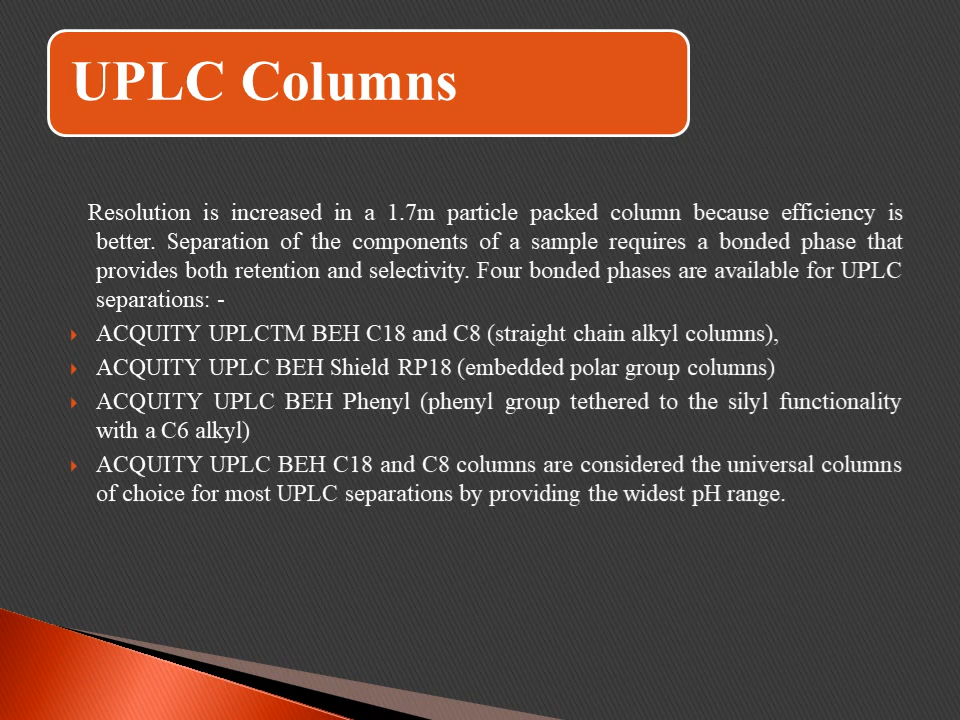 UPLC Columns
Resolution is increased in a 1.7m particle packed column because efficiency is
better. Separation of the components of a sample requires a bonded phase that
provides both retention and selectivity. Four bonded phases are available for UPLC
separations: -
ACQUITY UPLCTM BEH C18 and C8 (straight chain alkyl columns),
ACQUITY UPLC BEH Shield RP18 (embedded polar group columns)
ACQUITY UPLC BEH Phenyl (phenyl group tethered to the silyl functionality
with a C6 alkyl)
ACQUITY UPLC BEH C18 and C8 columns are considered the universal columns
of choice for most UPLC separations by providing the widest pH range.